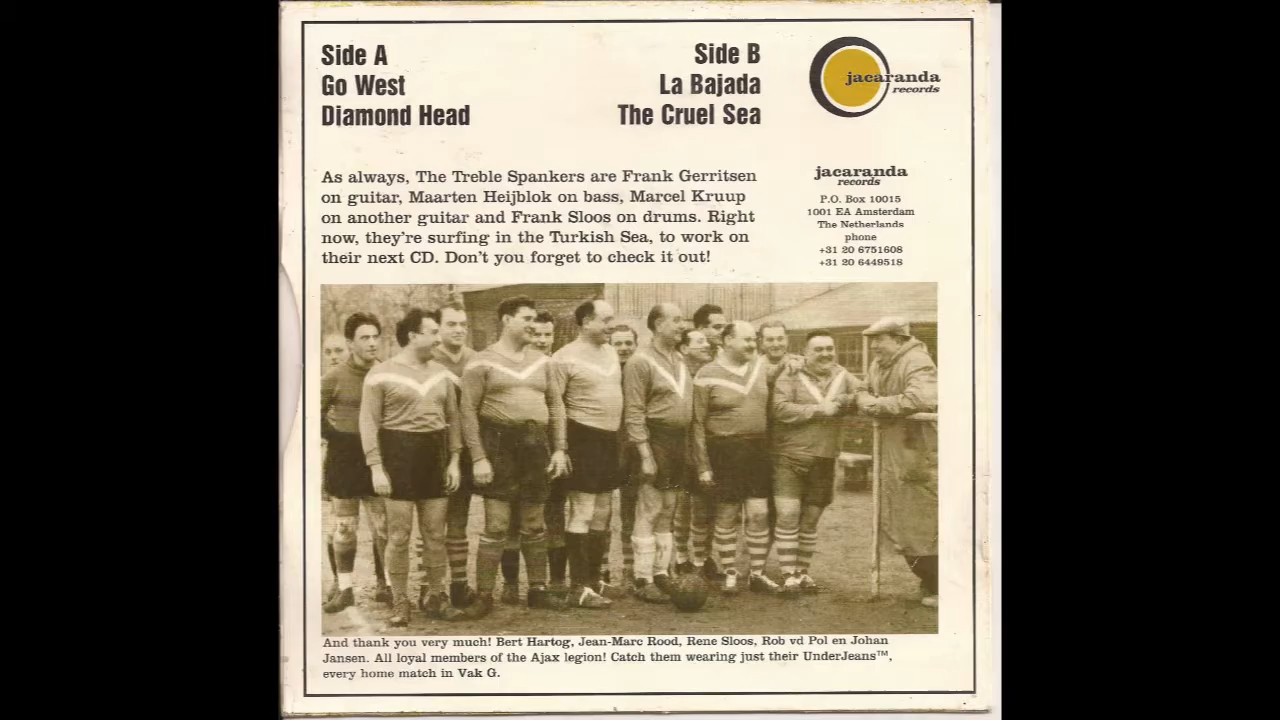 Side A
Go West
Diamond Head
Side B
La Bajada
The Cruel Sea
jacaranda
records
As always, The Treble Spankers are Frank Gerritsen
on guitar, Maarten Heijblok on bass, Marcel Kruup
on another guitar and Frank Sloos on drums. Right
now, they're surfing in the Turkish Sea, to work on
their next CD. Don't you forget to check it out!
jacaranda
records
P.O. Box 10015
1001 EA Amsterdam
The Netherlands
phone
+31 20 6751608
+31 20 6449518
And thank you very much! Bert Hartog, Jean-Marc Rood, Rene Sloos, Rob vd Pol en Johan
Jansen. All loyal members of the Ajax legion! Catch them wearing just their UnderJeans™,
every home match in Vak G.